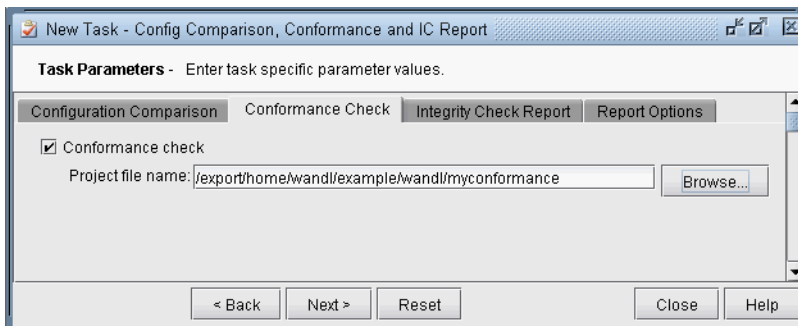 New Task - Config Comparison, Conformance and IC Report
Task Parameters - Enter task specific parameter values.
Configuration Comparison Conformance Check Integrity Check Report Report Options
Conformance check
Project file name: /export/home/wandl/example/wandl/myconformance Browse...
< Back Next > Reset Close Help